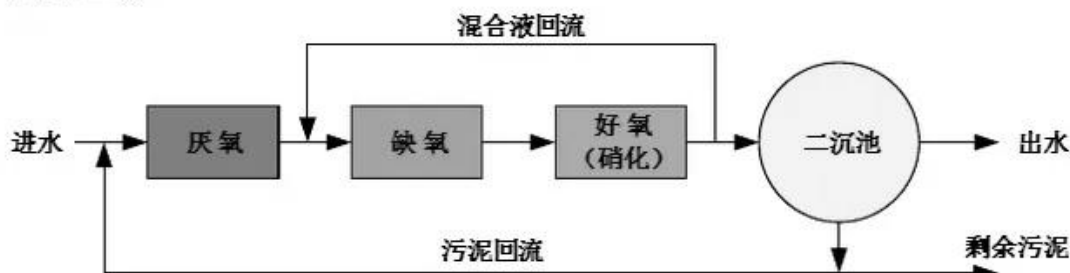 混合液回流
进水
厌氧
缺氧
好氧
（硝化）
二沉池
出水
污泥回流
剩余污泥